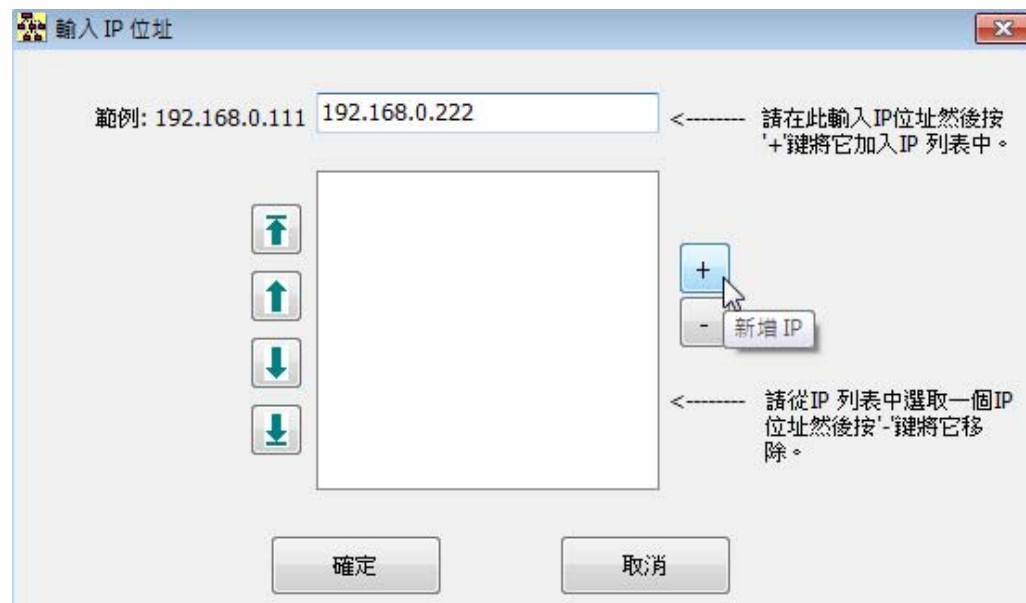 輸入 IP 位址
範例: 192.168.0.111
192.168.0.222
<-------- 請在此輸入IP位址然後按
'+'鍵將它加入IP 列表中。
+
-
新增 IP
<-------- 請從IP 列表中選取一個IP
位址然後按'-'鍵將它移
除。
確定
取消